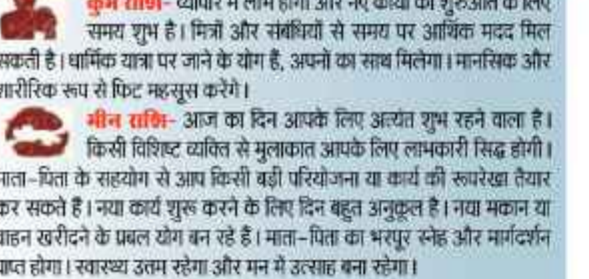 कुंभ राशि- व्यापार में लाभ होगा और नए कार्यों की शुरुआत के लिए
समय शुभ है। मित्रों और संबंधियों से समय पर आर्थिक मदद मिल
सकती है। धार्मिक यात्रा पर जाने के योग हैं, अपनों का साथ मिलेगा। मानसिक और
शारीरिक रूप से फिट महसूस करेंगे।
मीन राशि- आज का दिन आपके लिए अत्यंत शुभ रहने वाला है।
किसी विशिष्ट व्यक्ति से मुलाकात आपके लिए लाभकारी सिद्ध होगी।
माता-पिता के सहयोग से आप किसी बड़ी परियोजना या कार्य की रूपरेखा तैयार
कर सकते हैं। नया कार्य शुरू करने के लिए दिन बहुत अनुकूल है। नया मकान या
वाहन खरीदने के प्रबल योग बन रहे हैं। माता-पिता का भरपूर स्नेह और मार्गदर्शन
प्राप्त होगा। स्वास्थ्य उतम रहेगा और मन में उत्साह बना रहेगा।